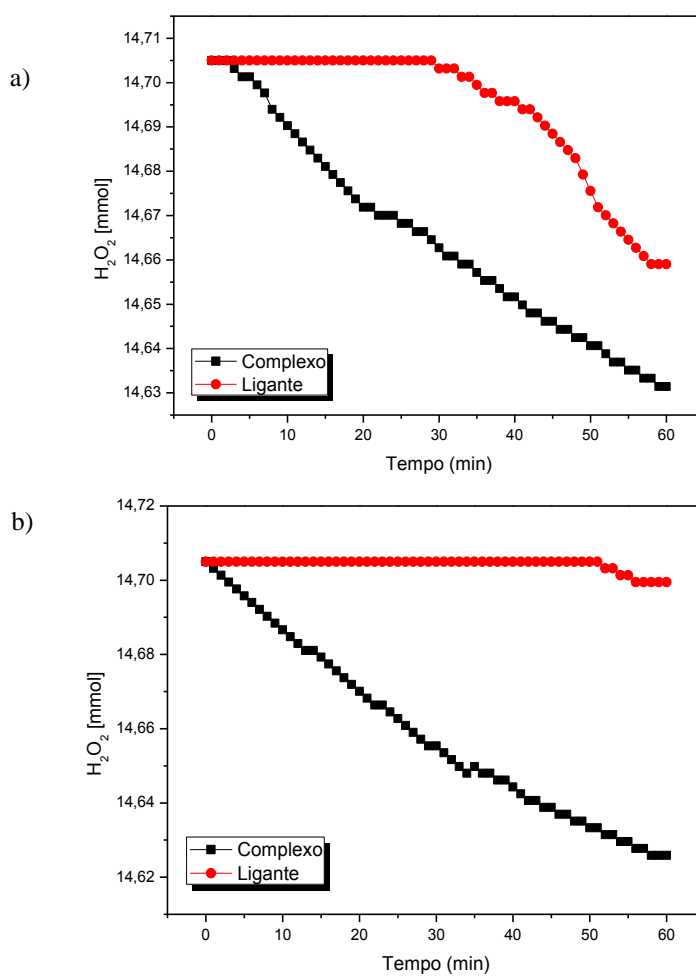 a)
14,71
14,70
14,69
14,68
14,67
14,66
14,65
14,64
14,63
H₂O₂ [mmol]
Complexo
Ligante
0 10 20 30 40 50 60
Tempo (min)
b)
14,72
14,70
14,68
14,66
14,64
14,62
H₂O₂ [mmol]
Complexo
Ligante
0 10 20 30 40 50 60
Tempo (min)